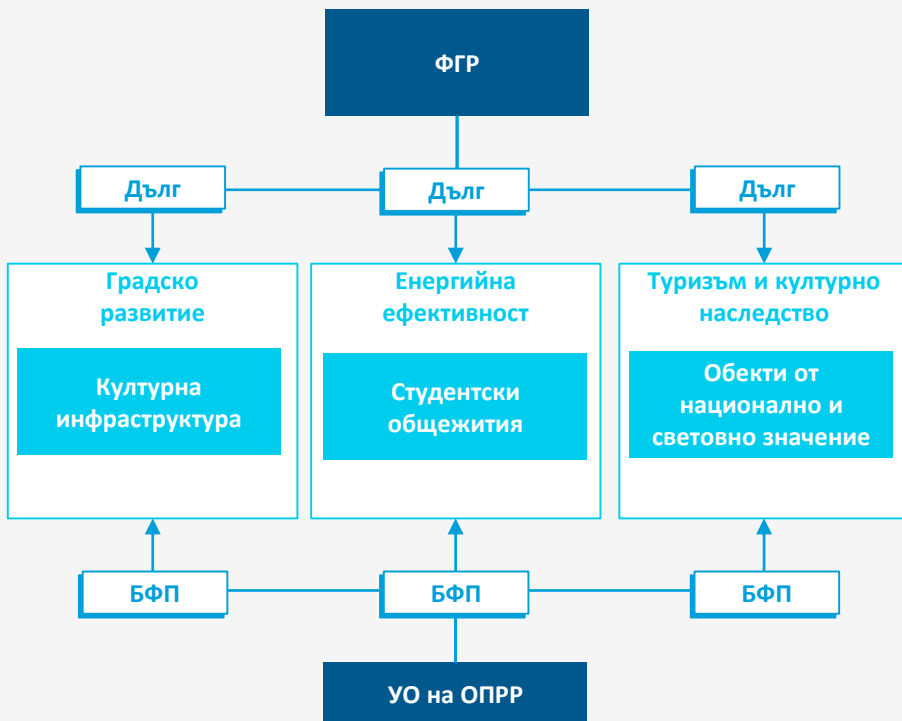 ФГР
Дълг
Дълг
Дълг
Градско
развитие
Културна
инфраструктура
Енергийна
ефективност
Студентски
общежития
Туризъм и културно
наследство
Обекти от
национално и
световно значение
БФП
БФП
БФП
УО на ОПРР